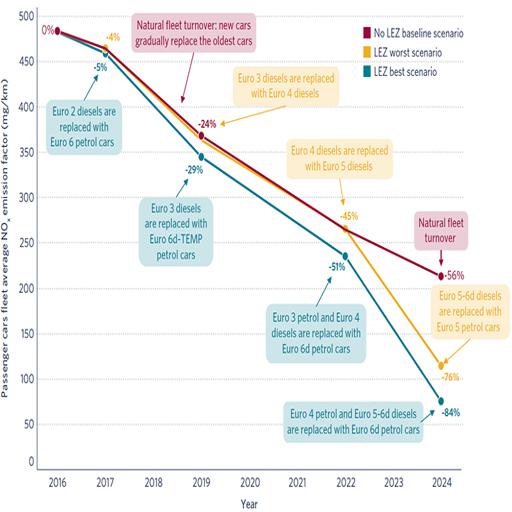 500
450
400
350
300
250
200
150
100
50
0
Passenger cars fleet average NOx emission factor (mg/km)
2016
2017
2018
2019
2020
2021
2022
2023
2024
Year
No LEZ baseline scenario
LEZ worst scenario
LEZ best scenario
0%
-4%
-5%
Natural fleet turnover: new cars
gradually replace the oldest cars
Euro 2 diesels are
replaced with
Euro 6 petrol cars
Euro 3 diesels are replaced
with Euro 4 diesels
-24%
-29%
Euro 3 diesels
are replaced with
Euro 6d-TEMP
petrol cars
Euro 4 diesels are replaced
with Euro 5 diesels
-45%
-51%
Euro 3 petrol and Euro 4
diesels are replaced with
Euro 6d petrol cars
Natural fleet
turnover
-56%
Euro 5-6d diesels
are replaced with
Euro 5 petrol cars
-76%
Euro 4 petrol and Euro 5-6d diesels
are replaced with Euro 6d petrol cars
-84%